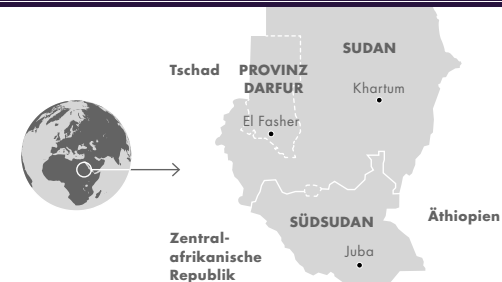 SUDAN
Tschad
PROVINZ
DARFUR
Khartum
El Fasher
SÜDSUDAN
Äthiopien
Zentral-
afrikanische
Republik
Juba